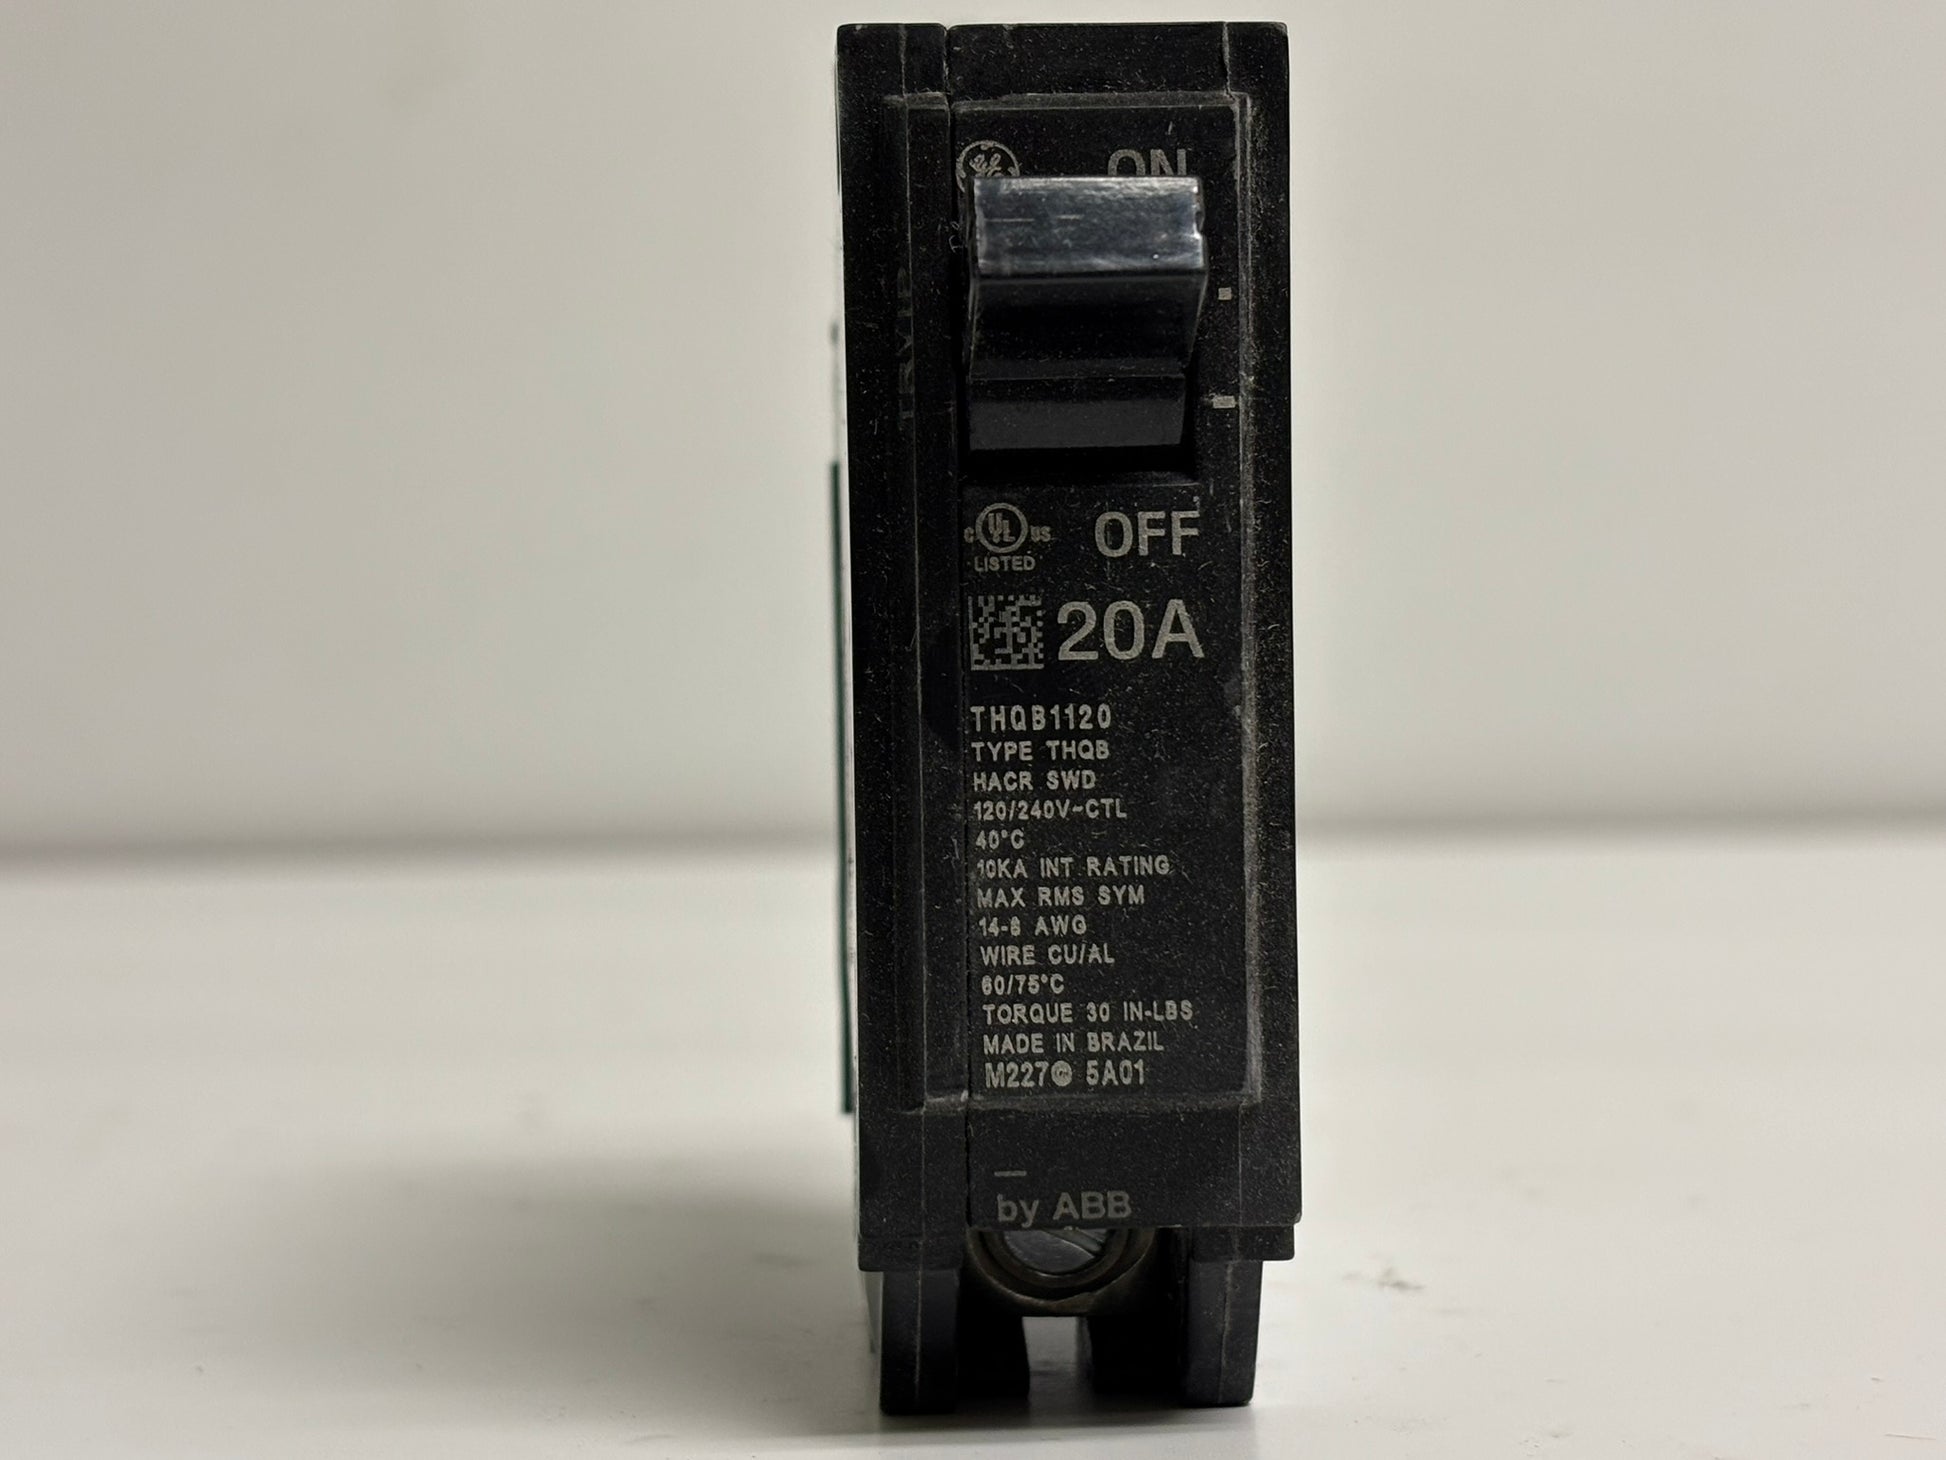 ON
OFF
C UL US
LISTED
20A
THQB1120
TYPE THQB
HACR SWD
120/240V~CTL
40°C
10KA INT RATING
MAX RMS SYM
14-8 AWG
WIRE CU/AL
60/75°C
TORQUE 30 IN-LBS
MADE IN BRAZIL
M227 5A01
by ABB